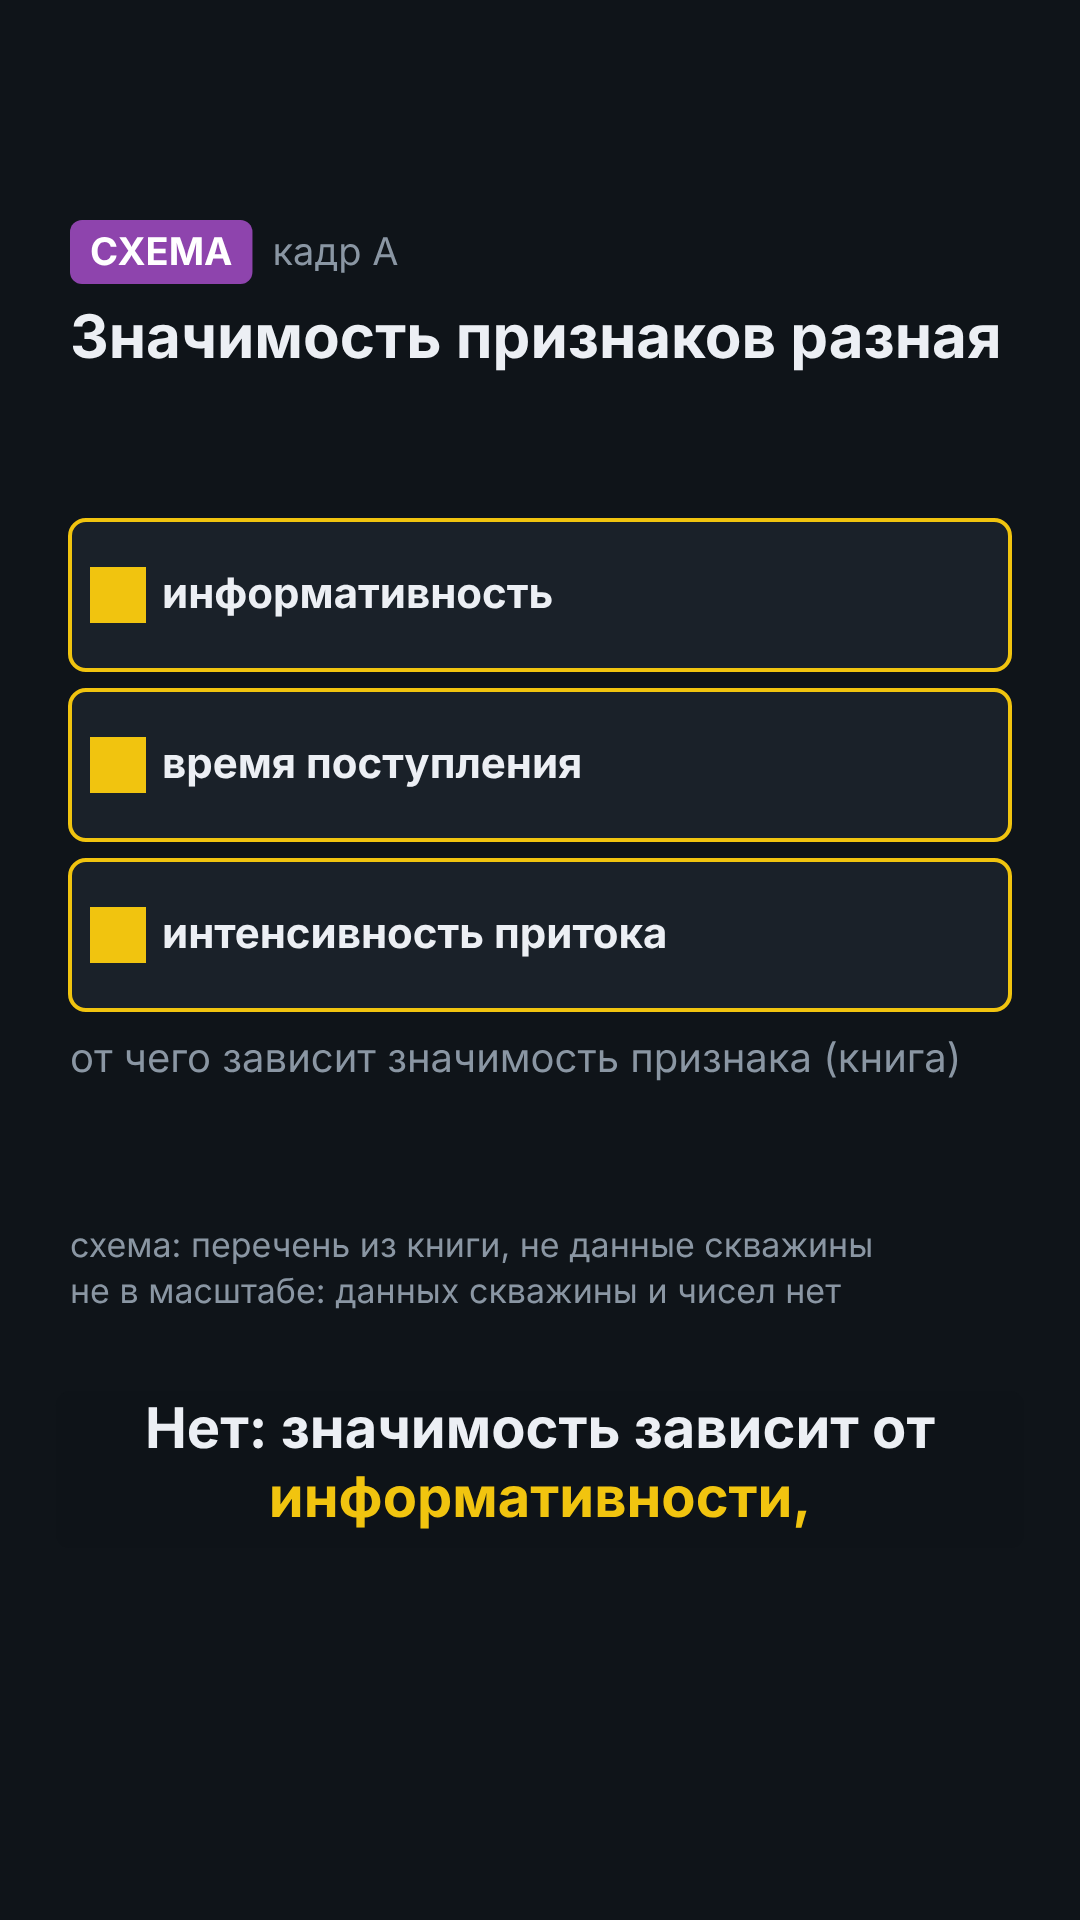 СХЕМА кадр А
Значимость признаков разная
информативность
время поступления
интенсивность притока
от чего зависит значимость признака (книга)
схема: перечень из книги, не данные скважины
не в масштабе: данных скважины и чисел нет
Нет: значимость зависит от
информативности,